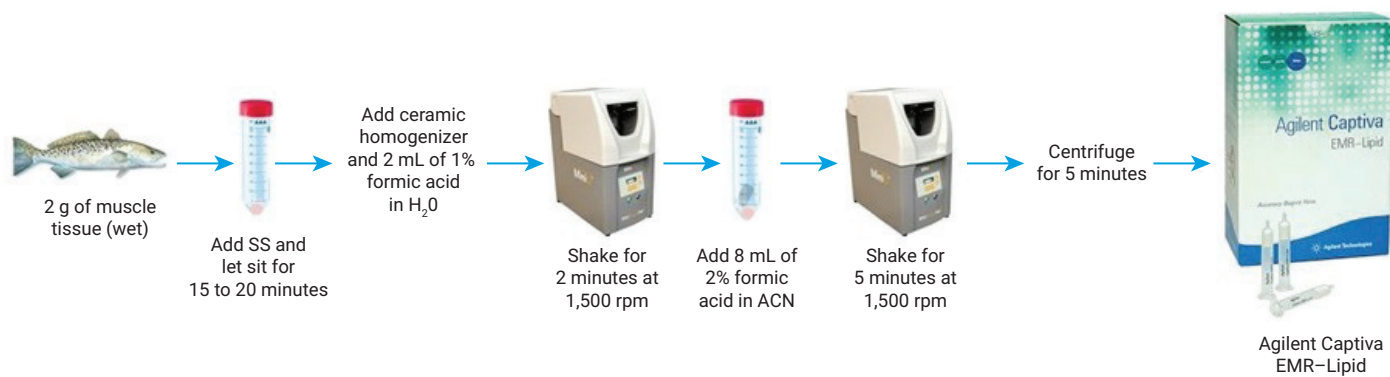 2 g of muscle
tissue (wet)
Add SS and
let sit for
15 to 20 minutes
Add ceramic
homogenizer
and 2 mL of 1%
formic acid
in H₂0
Shake for
2 minutes at
1,500 rpm
Add 8 mL of
2% formic
acid in ACN
Shake for
5 minutes at
1,500 rpm
Centrifuge
for 5 minutes
Agilent Captiva
EMR–Lipid
Agilent Technologies
Agilent Captiva
EMR–Lipid